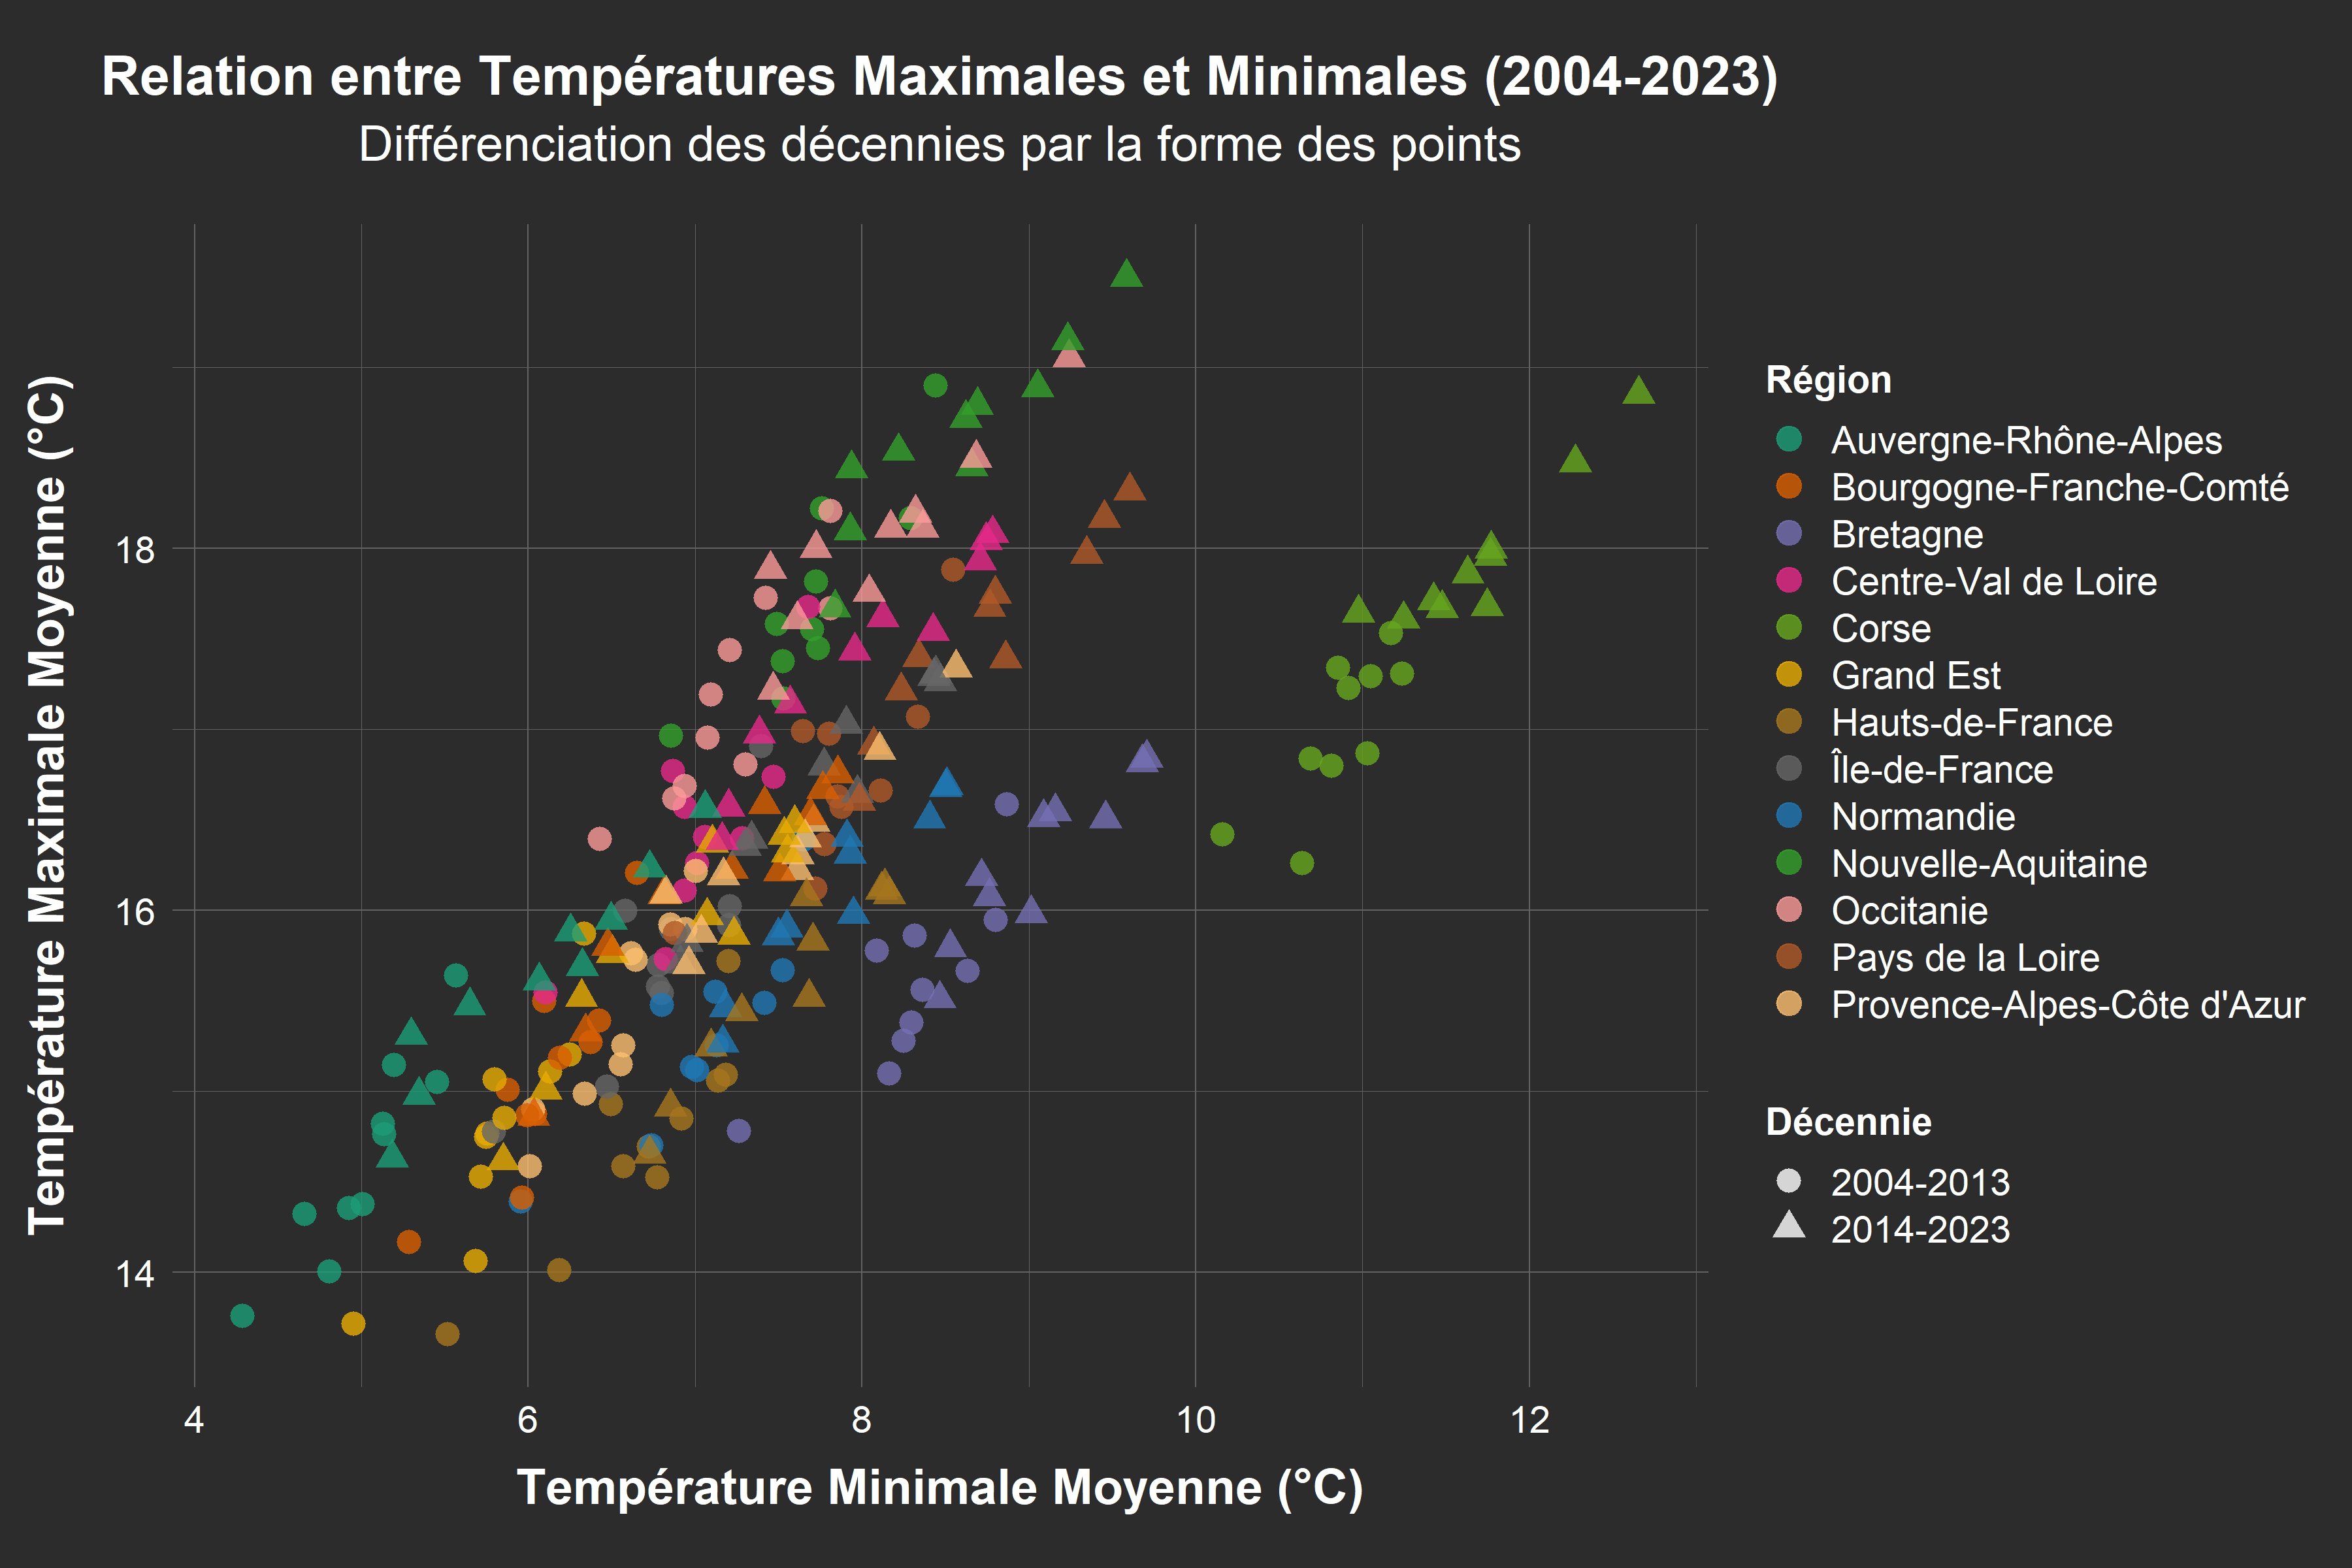 Relation entre Températures Maximales et Minimales (2004-2023)
Différenciation des décennies par la forme des points
Température Maximale Moyenne (°C)
18
16
14
4
6
8
10
12
Température Minimale Moyenne (°C)
Région
Auvergne-Rhône-Alpes
Bourgogne-Franche-Comté
Bretagne
Centre-Val de Loire
Corse
Grand Est
Hauts-de-France
Île-de-France
Normandie
Nouvelle-Aquitaine
Occitanie
Pays de la Loire
Provence-Alpes-Côte d'Azur
Décennie
2004-2013
2014-2023